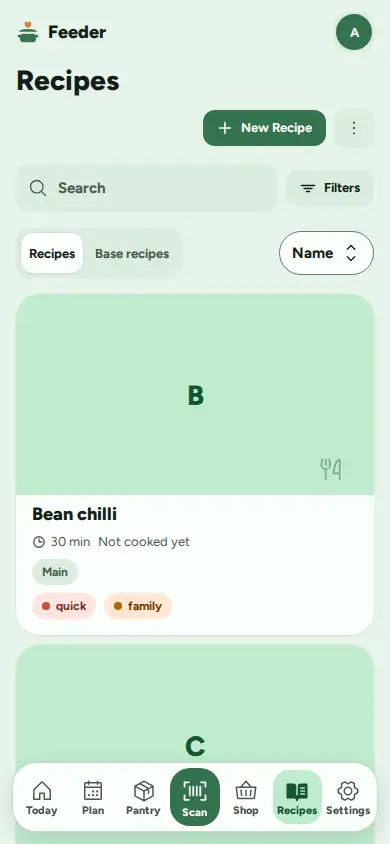 Feeder
A
Recipes
New Recipe
Search
Filters
Recipes
Base recipes
Name
B
Bean chilli
30 min Not cooked yet
Main
quick
family
C
Today
Plan
Pantry
Scan
Shop
Recipes
Settings